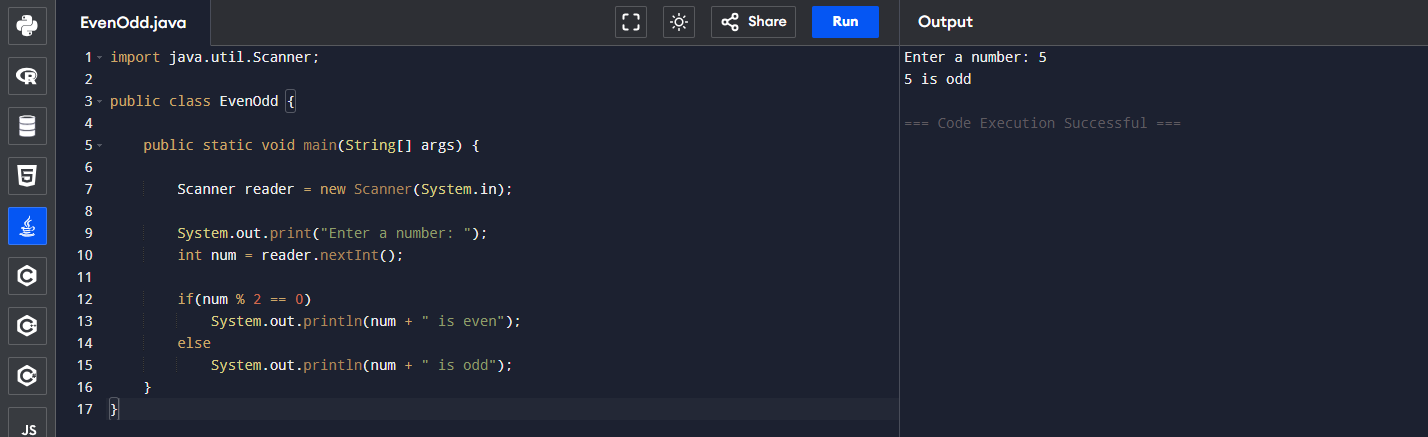 EvenOdd.java
Share
Run
Output
1 import java.util.Scanner;
2
3 public class EvenOdd {
4
5     public static void main(String[] args) {
6
7         Scanner reader = new Scanner(System.in);
8
9         System.out.print("Enter a number: ");
10         int num = reader.nextInt();
11
12         if(num % 2 == 0)
13             System.out.println(num + " is even");
14         else
15             System.out.println(num + " is odd");
16     }
17 }
Enter a number: 5
5 is odd
=== Code Execution Successful ===
R
5
C
C
C
JS